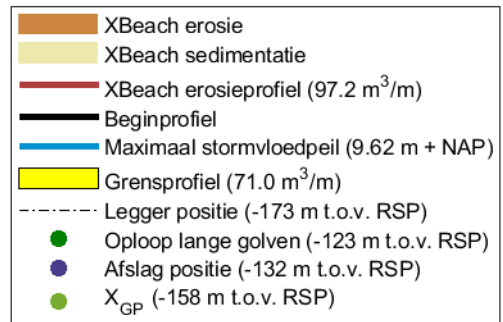 XBeach erosie
XBeach sedimentatie
XBeach erosieprofiel (97.2 m³/m)
Beginprofiel
Maximaal stormvloedpeil (9.62 m + NAP)
Grensprofiel (71.0 m³/m)
Legger positie (-173 m t.o.v. RSP)
Oploop lange golven (-123 m t.o.v. RSP)
Afslag positie (-132 m t.o.v. RSP)
X_GP (-158 m t.o.v. RSP)